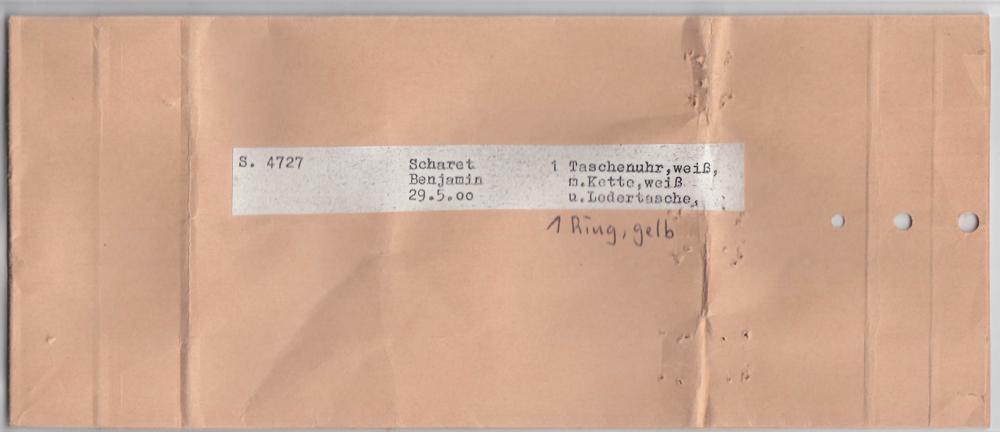 S. 4727 Scharet 1 Taschenuhr,weiß,
Benjamin m.Kette,weiß
29.5.00 u.Ledertasche,
1 Ring, gelb